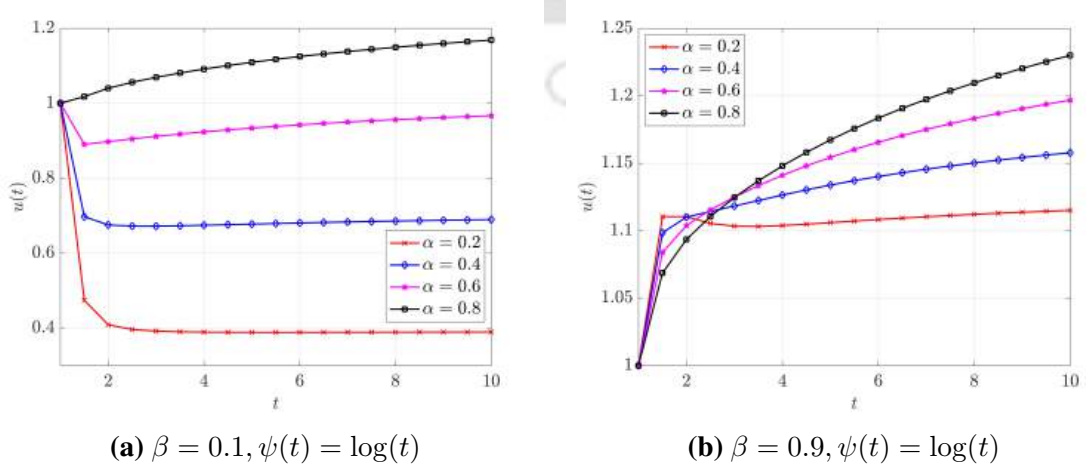 1.2
1
0.8
0.6
0.4
u(t)
α = 0.2
α = 0.4
α = 0.6
α = 0.8
2 4 6 8 10
t
(a) β = 0.1, ψ(t) = log(t)
1.25
1.2
1.15
1.1
1.05
1
u(t)
α = 0.2
α = 0.4
α = 0.6
α = 0.8
2 4 6 8 10
t
(b) β = 0.9, ψ(t) = log(t)